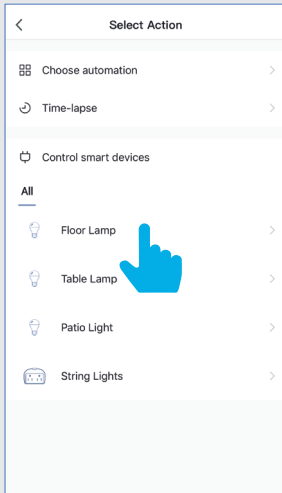 Select Action
Choose automation
Time-lapse
Control smart devices
All
Floor Lamp
Table Lamp
Patio Light
String Lights